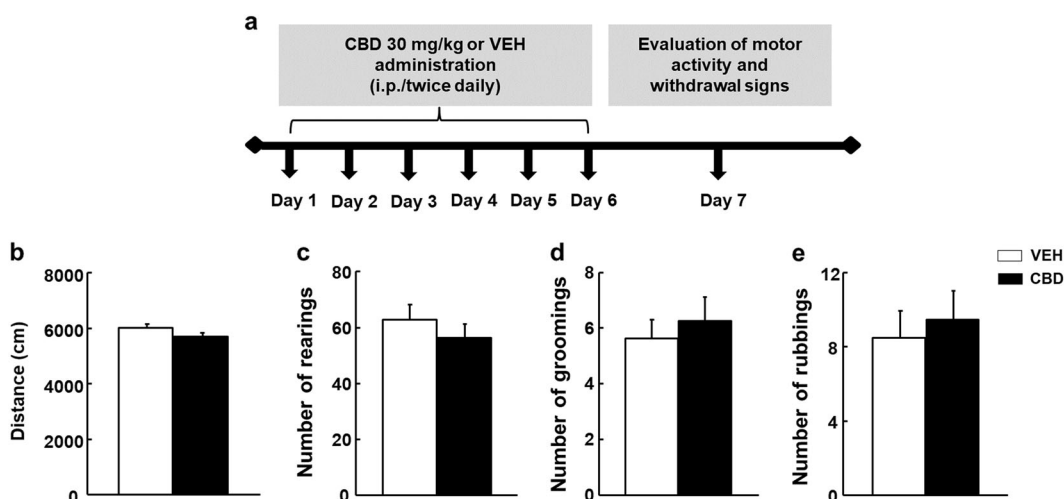 a
CBD 30 mg/kg or VEH
administration
(i.p./twice daily)
Evaluation of motor
activity and
withdrawal signs
Day 1 Day 2 Day 3 Day 4 Day 5 Day 6 Day 7
b
Distance (cm)
8000
6000
4000
2000
0
c
Number of rearings
80
60
40
20
0
d
Number of groomings
8
6
4
2
0
e
Number of rubbings
12
8
4
0
VEH
CBD